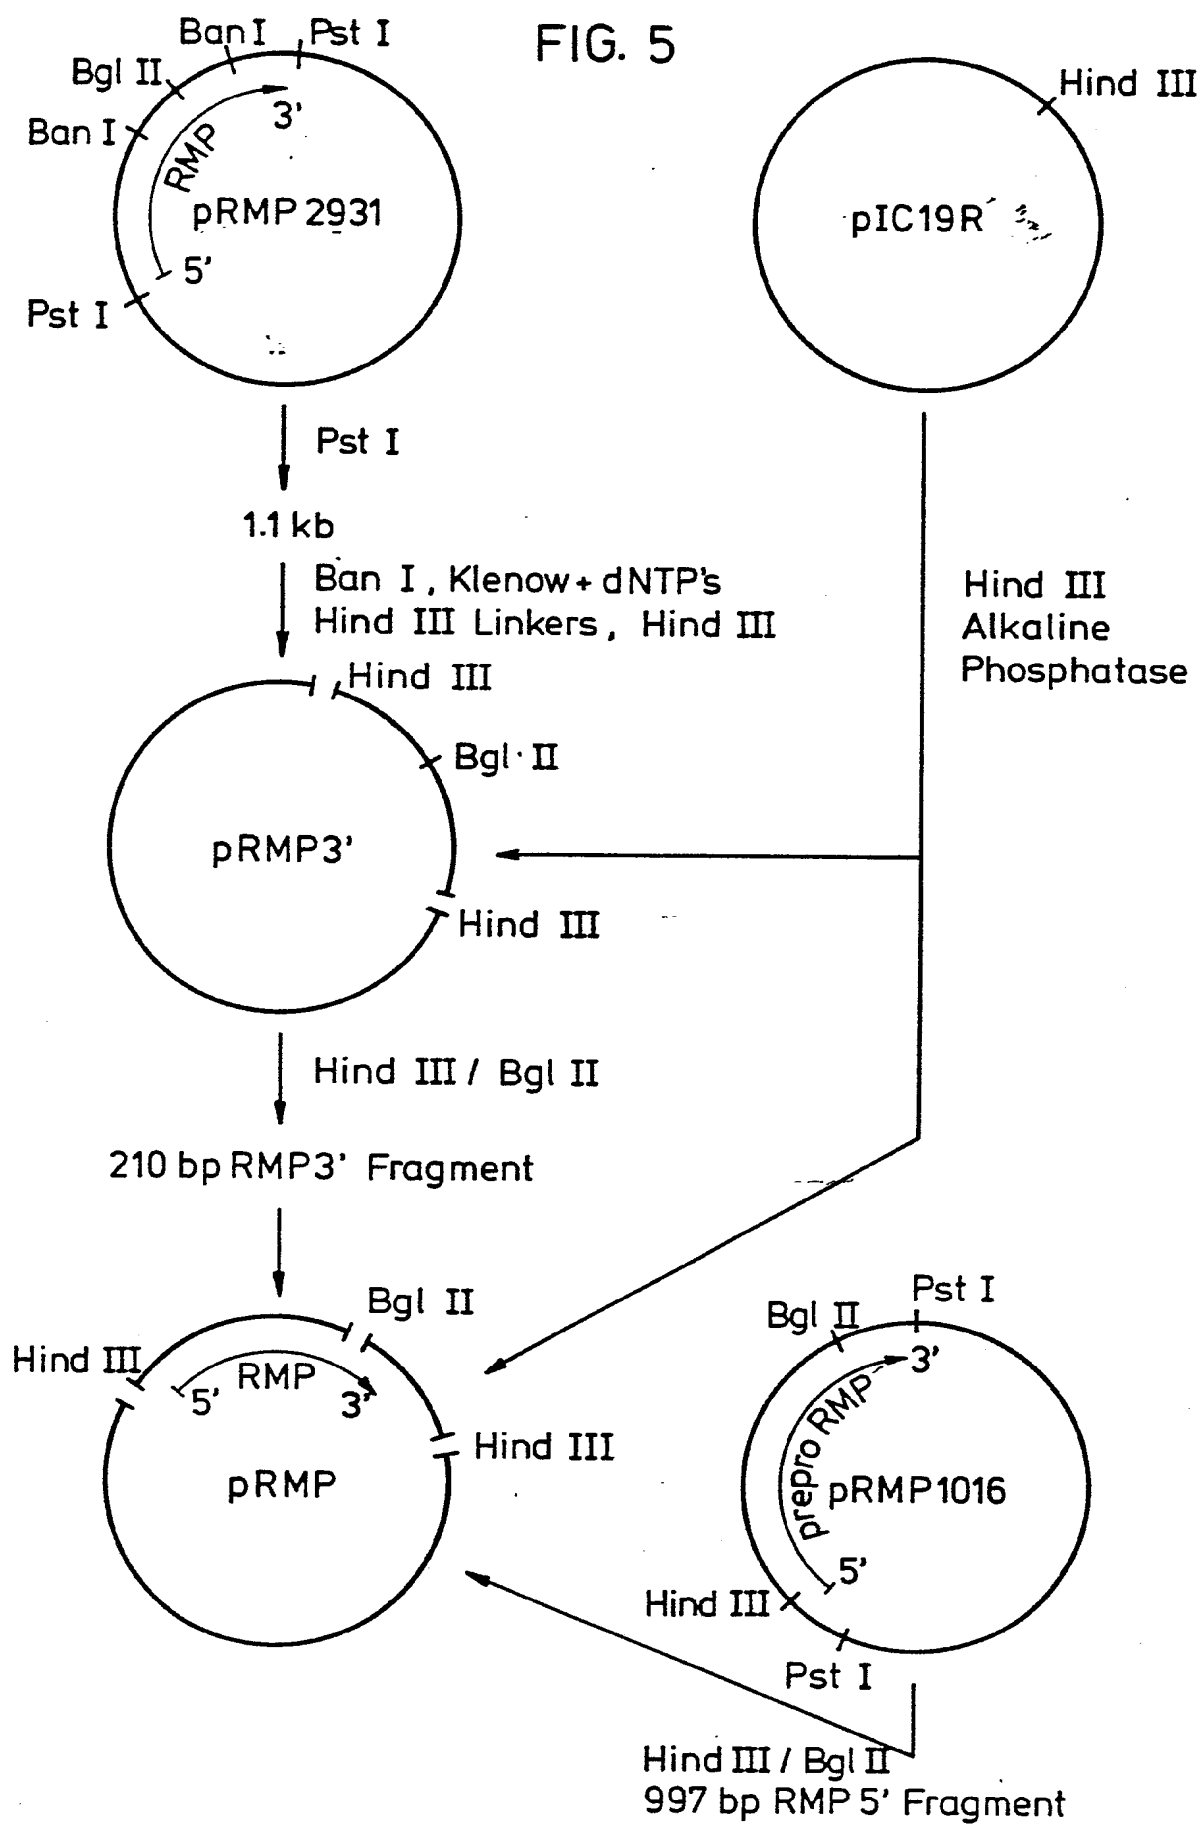 FIG. 5
Ban I
Pst I
Bgl II
Ban I
3'
RMP
pRMP2931
5'
Pst I
Hind III
pIC19R
Pst I
1.1 kb
Ban I, Klenow + dNTP's
Hind III Linkers, Hind III
Hind III
Alkaline
Phosphatase
Hind III
Bgl II
pRMP3'
Hind III
Hind III / Bgl II
210 bp RMP3' Fragment
Bgl II
Hind III
RMP
5'
3'
Hind III
pRMP
Pst I
Bgl II
3'
prepro RMP
pRMP1016
5'
Hind III
Pst I
Hind III / Bgl II
997 bp RMP 5' Fragment